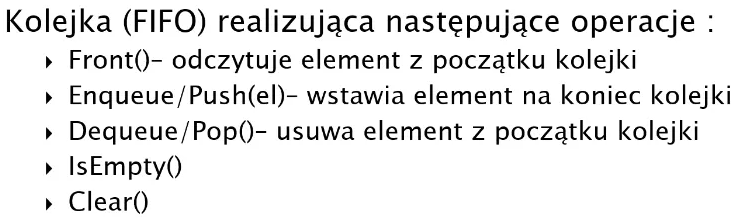 Kolejka (FIFO) realizująca następujące operacje :
‣ Front()– odczytuje element z początku kolejki
‣ Enqueue/Push(el)– wstawia element na koniec kolejki
‣ Dequeue/Pop()– usuwa element z początku kolejki
‣ IsEmpty()
‣ Clear()